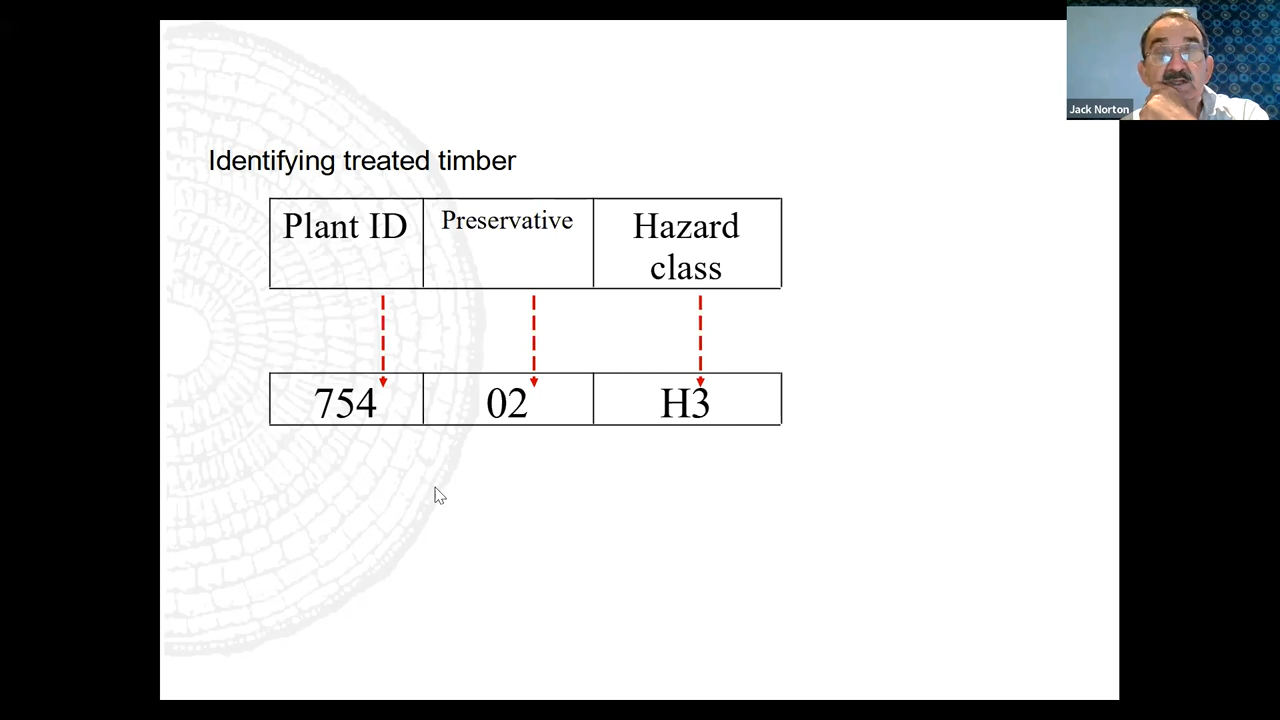 Jack Norton
Identifying treated timber
Plant ID
Preservative
Hazard
class
754
02
H3